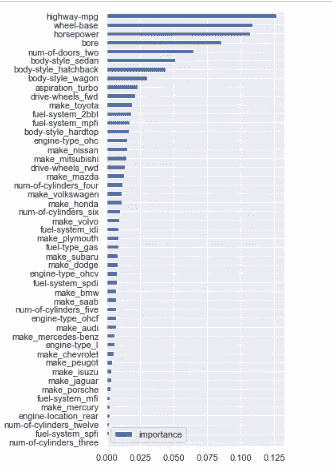 highway-mpg
wheel-base
horsepower
bore
num-of-doors_two
body-style_sedan
body-style_hatchback
body-style_wagon
aspiration_turbo
drive-wheels_fwd
make_toyota
fuel-system_2bbl
fuel-system_mpfi
body-style_hardtop
engine-type_ohc
make_nissan
make_mitsubishi
drive-wheels_rwd
make_mazda
num-of-cylinders_four
make_volkswagen
make_honda
num-of-cylinders_six
make_volvo
fuel-system_idi
make_plymouth
fuel-type_gas
make_subaru
make_dodge
engine-type_ohcv
fuel-system_spdi
make_bmw
make_saab
num-of-cylinders_five
engine-type_ohcf
make_audi
make_mercedes-benz
engine-type_l
make_chevrolet
make_peugot
make_isuzu
make_jaguar
make_porsche
fuel-system_mfi
make_mercury
engine-location_rear
num-of-cylinders_twelve
fuel-system_spfi
num-of-cylinders_three
importance
0.000 0.025 0.050 0.075 0.100 0.125